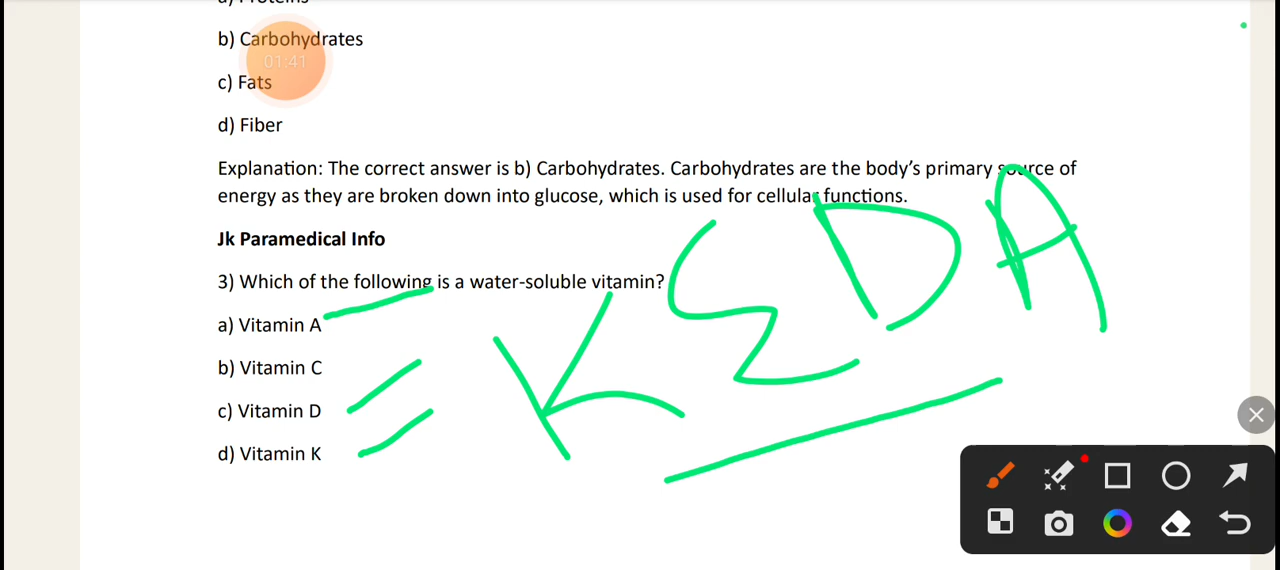 a) Proteins
b) Carbohydrates
01:41
c) Fats
d) Fiber
Explanation: The correct answer is b) Carbohydrates. Carbohydrates are the body’s primary source of
energy as they are broken down into glucose, which is used for cellular functions.
Jk Paramedical Info
3) Which of the following is a water-soluble vitamin?
a) Vitamin A
b) Vitamin C
c) Vitamin D
d) Vitamin K
K E D A